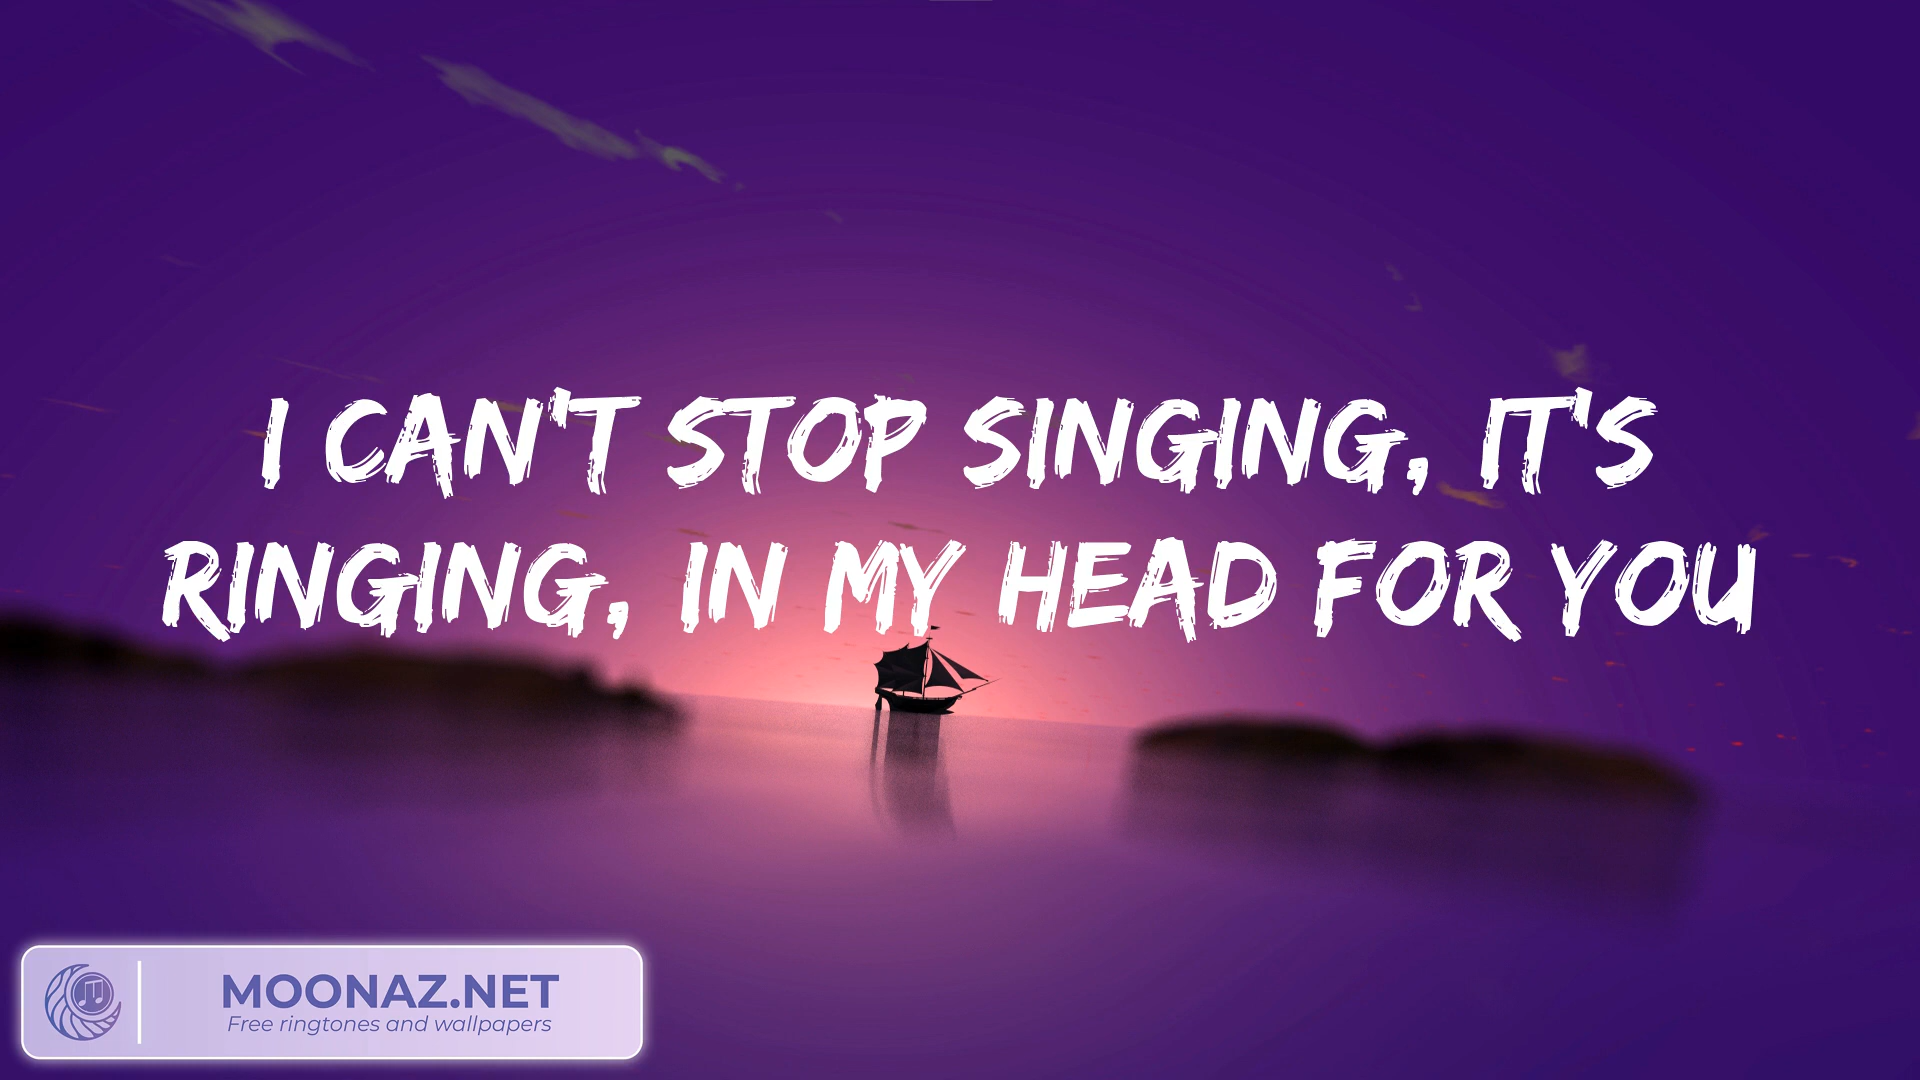 I CAN'T STOP SINGING, IT'S
RINGING, IN MY HEAD FOR YOU
MOONAZ.NET
Free ringtones and wallpapers